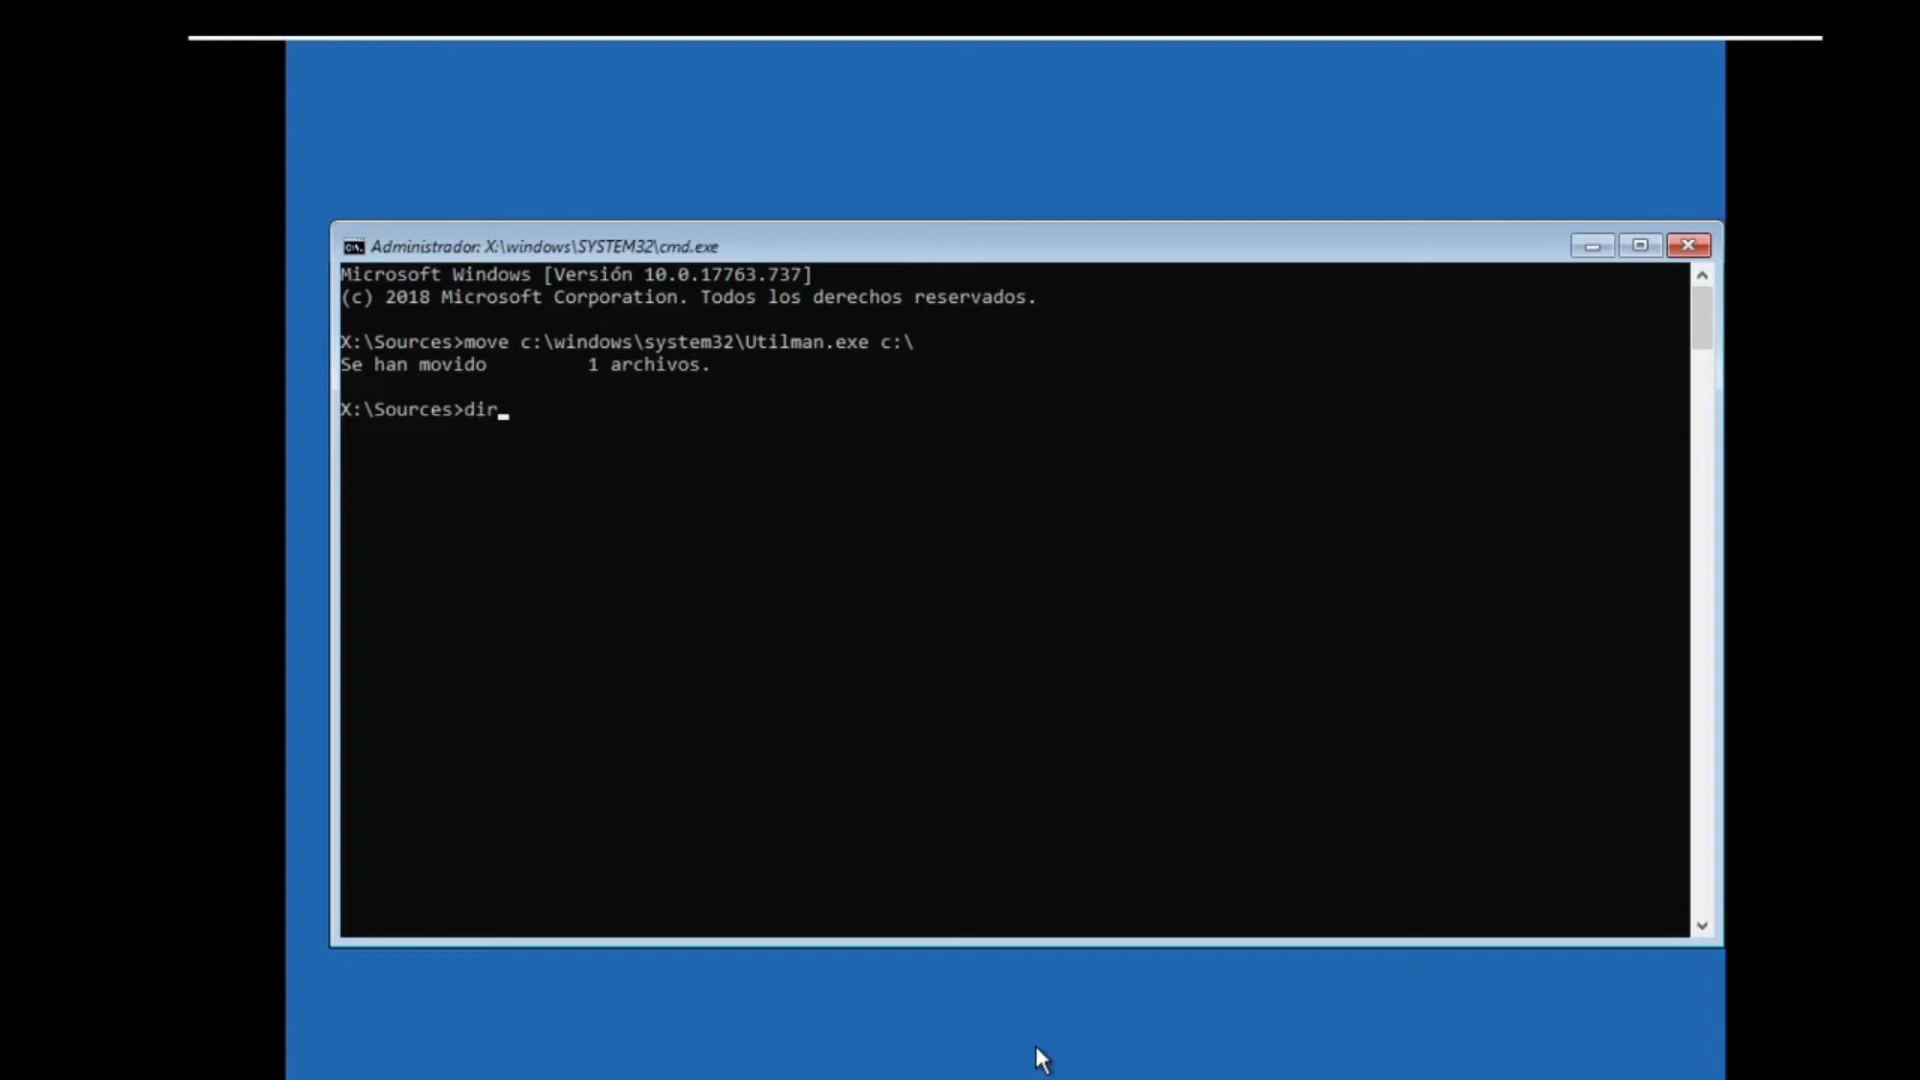 Administrador: X:\windows\SYSTEM32\cmd.exe
Microsoft Windows [Versión 10.0.17763.737]
(c) 2018 Microsoft Corporation. Todos los derechos reservados.
X:\Sources>move c:\windows\system32\Utilman.exe c:\
Se han movido         1 archivos.
X:\Sources>dir_